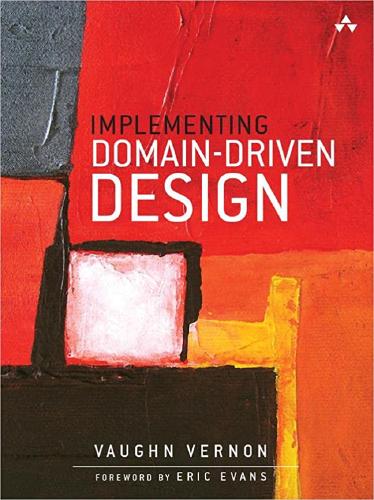 IMPLEMENTING
DOMAIN-DRIVEN
DESIGN
VAUGHN VERNON
FOREWORD BY ERIC EVANS